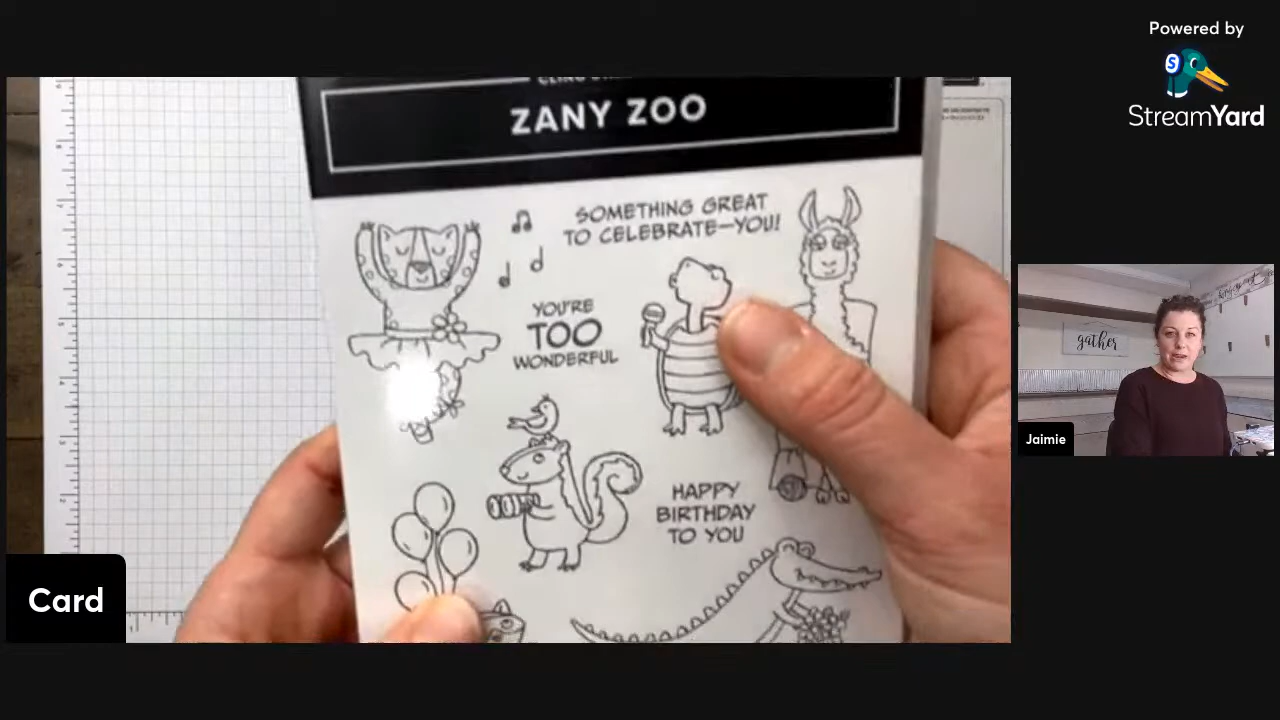 Powered by
StreamYard
ZANY ZOO
SOMETHING GREAT
TO CELEBRATE—YOU!
YOU'RE
TOO
WONDERFUL
HAPPY
BIRTHDAY
TO YOU
gather
Jaimie
Card